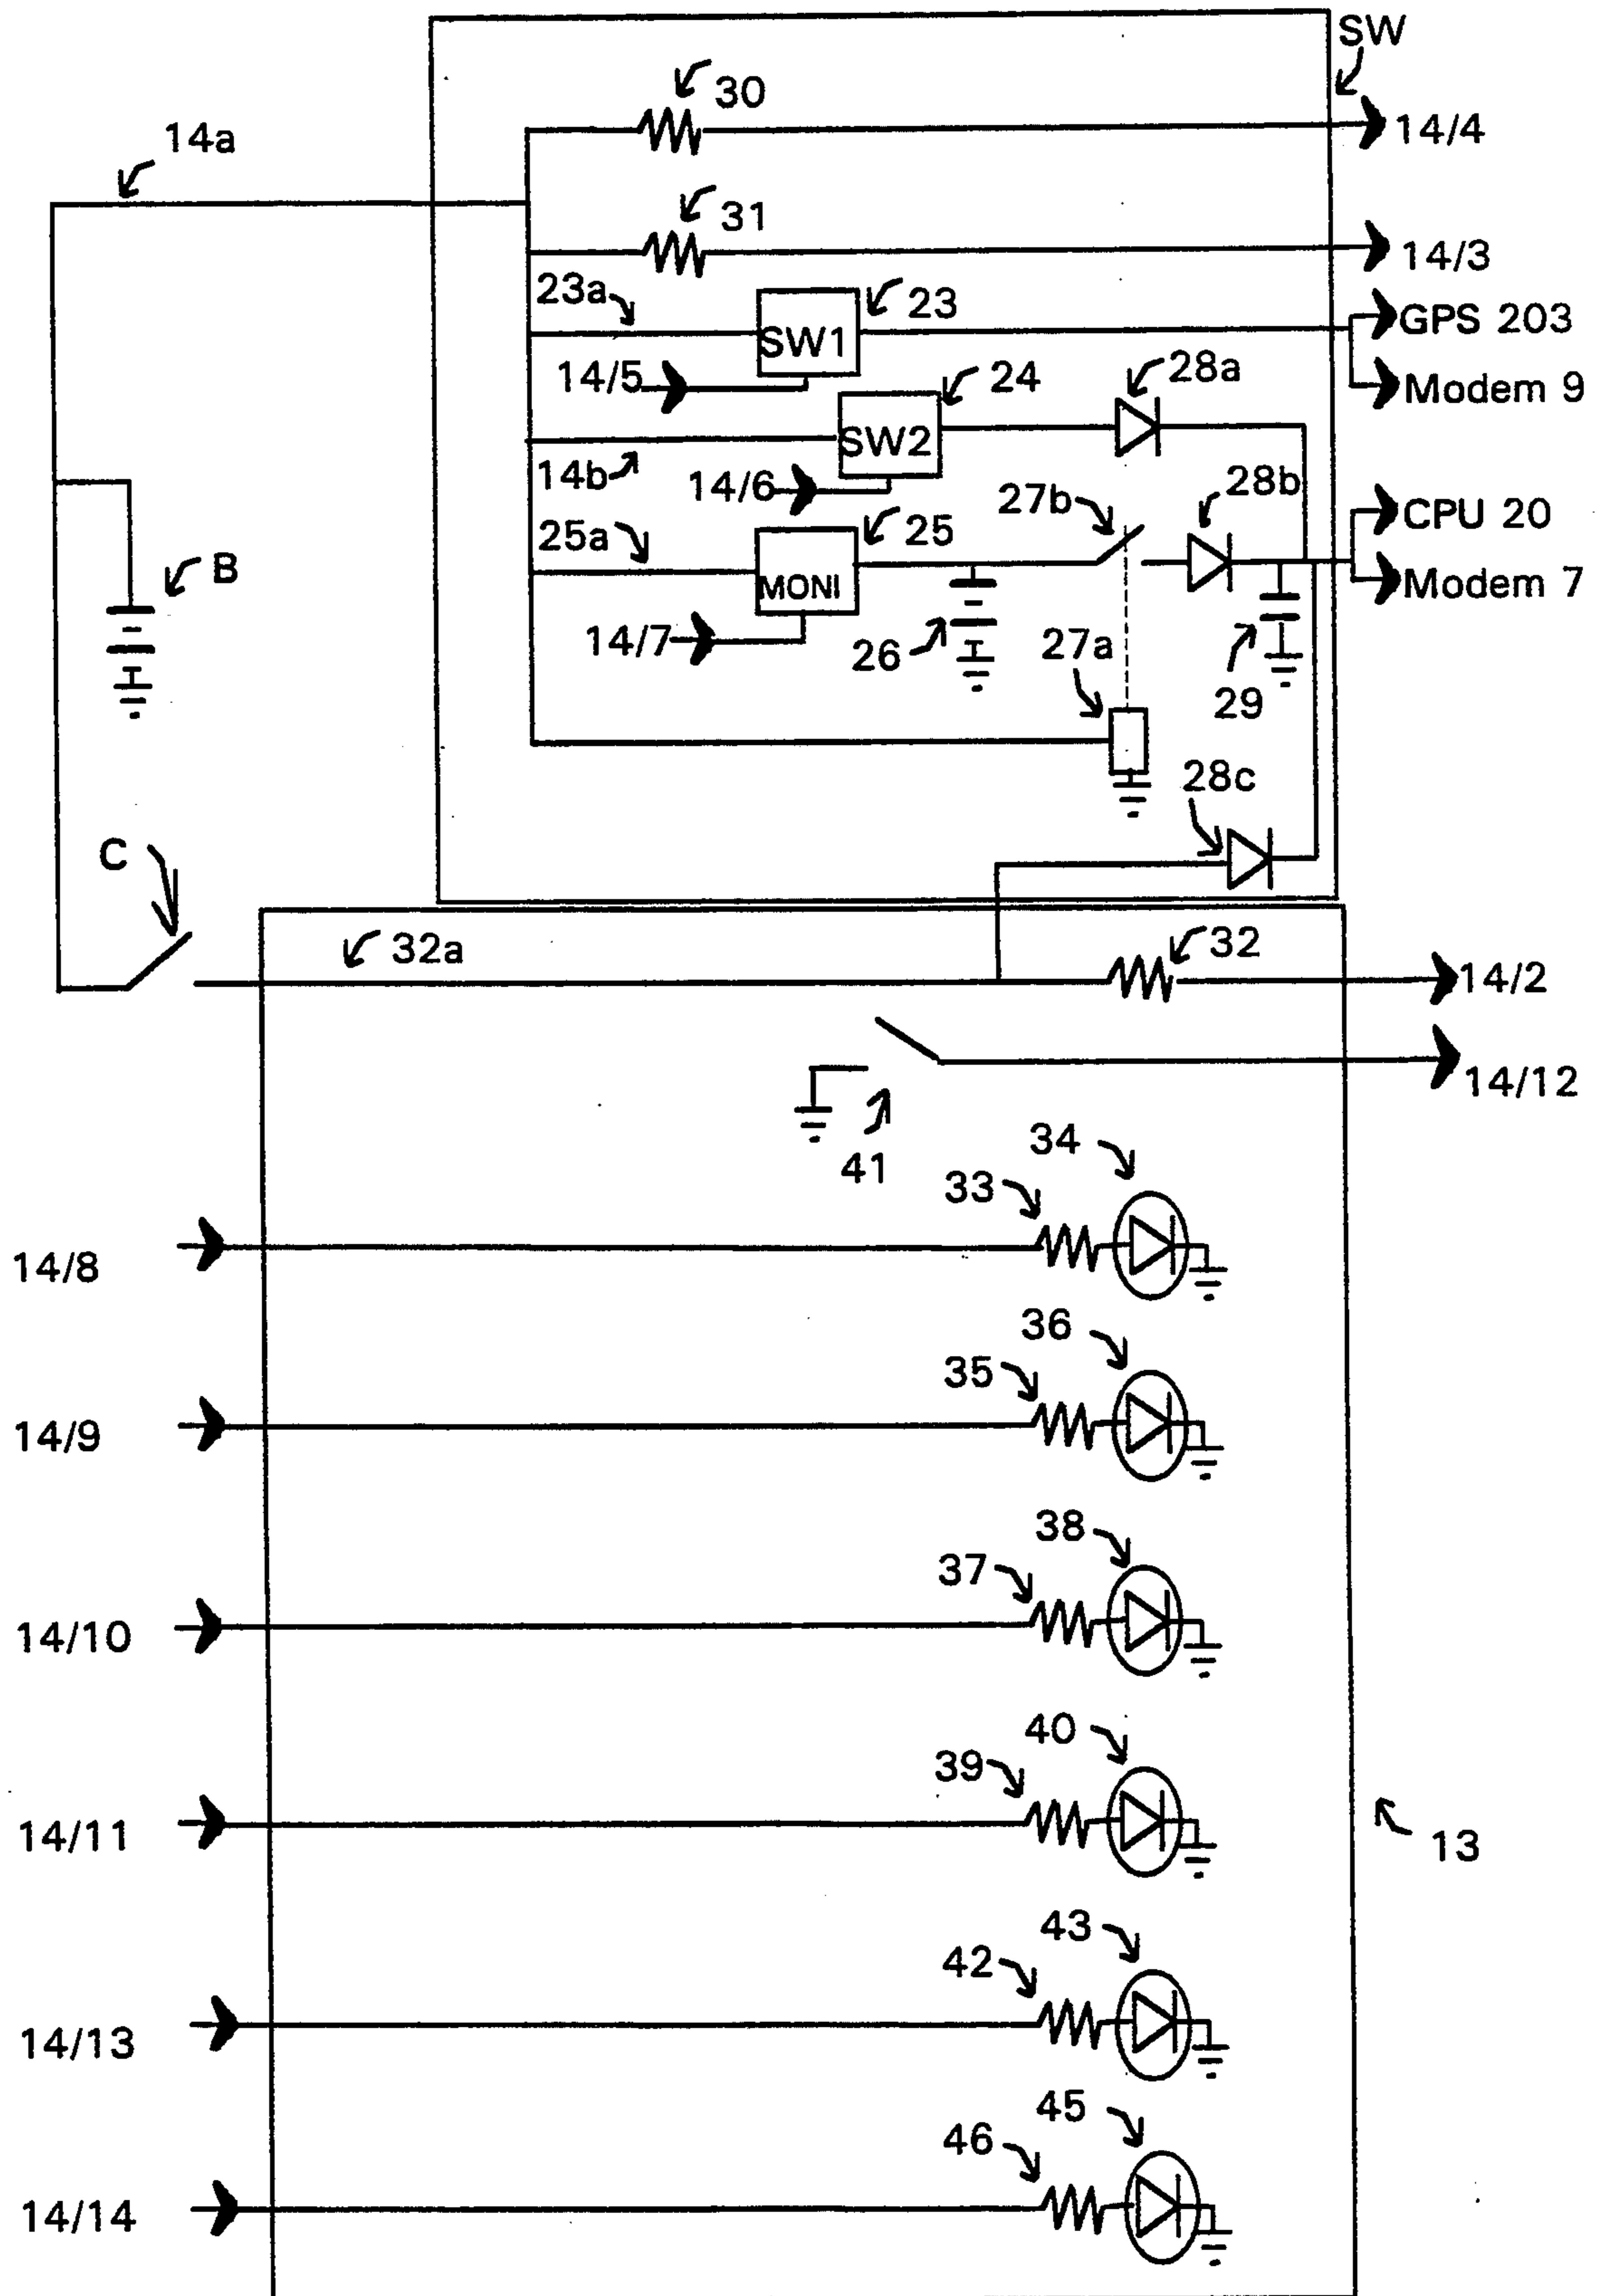 SW
30
14/4
14a
31
14/3
23a
23
GPS 203
SW1
14/5
28a
Modem 9
24
SW2
14b
14/6
28b
27b
CPU 20
25a
25
B
MONI
Modem 7
14/7
26
27a
29
28c
C
32a
32
14/2
14/12
41
34
33
14/8
36
35
14/9
38
37
14/10
40
39
14/11
13
43
42
14/13
45
46
14/14